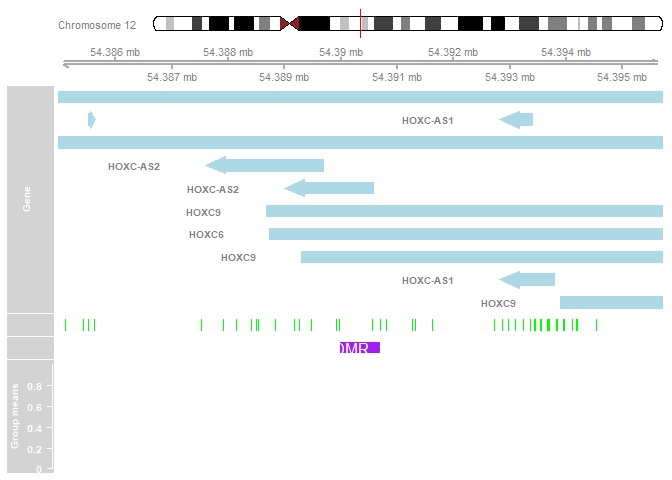 Chromosome 12
54.386 mb 54.388 mb 54.39 mb 54.392 mb 54.394 mb
54.387 mb 54.389 mb 54.391 mb 54.393 mb 54.395 mb
Gene
HOXC-AS1
HOXC-AS2
HOXC-AS2
HOXC9
HOXC6
HOXC9
HOXC-AS1
HOXC9
DMR
Group means
0.8
0.6
0.4
0.2
0